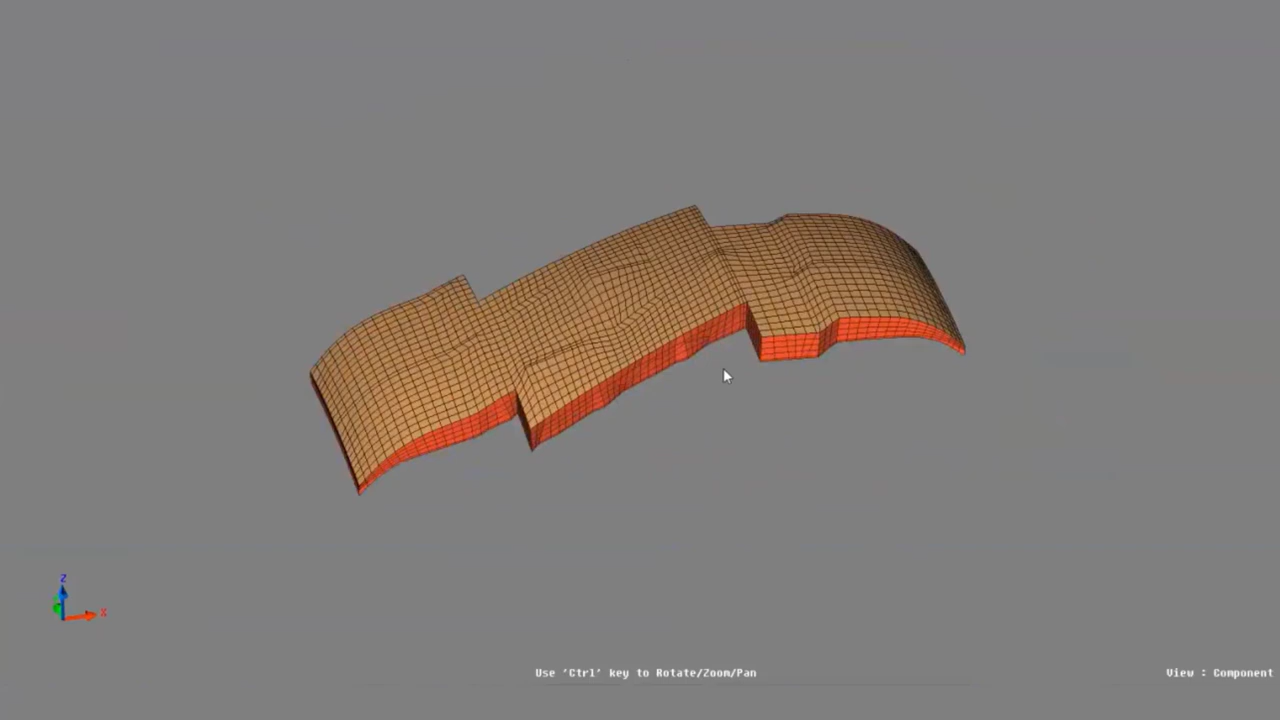 Z
X
Use 'Ctrl' key to Rotate/Zoom/Pan
View : Component